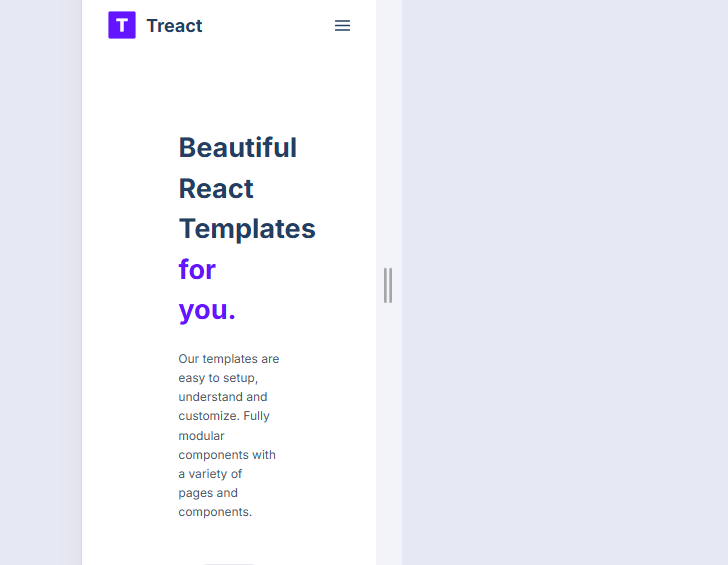 T Treact
Beautiful
React
Templates
for
you.
Our templates are
easy to setup,
understand and
customize. Fully
modular
components with
a variety of
pages and
components.